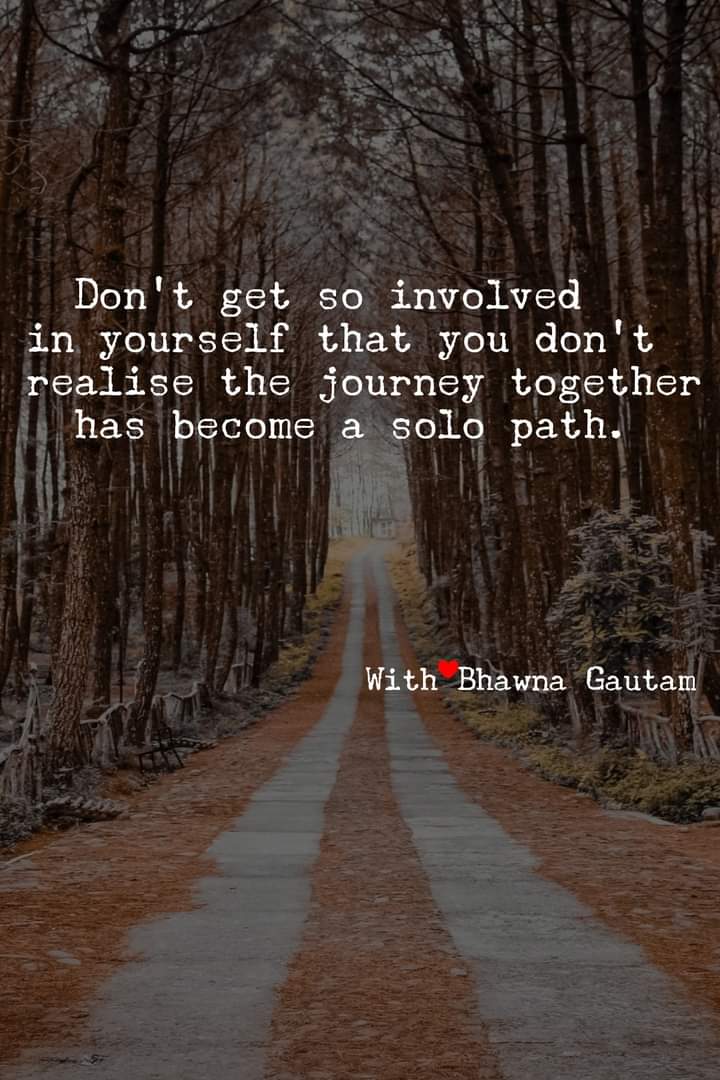 Don't get so involved
in yourself that you don't
realise the journey together
has become a solo path.
With❤Bhawna Gautam